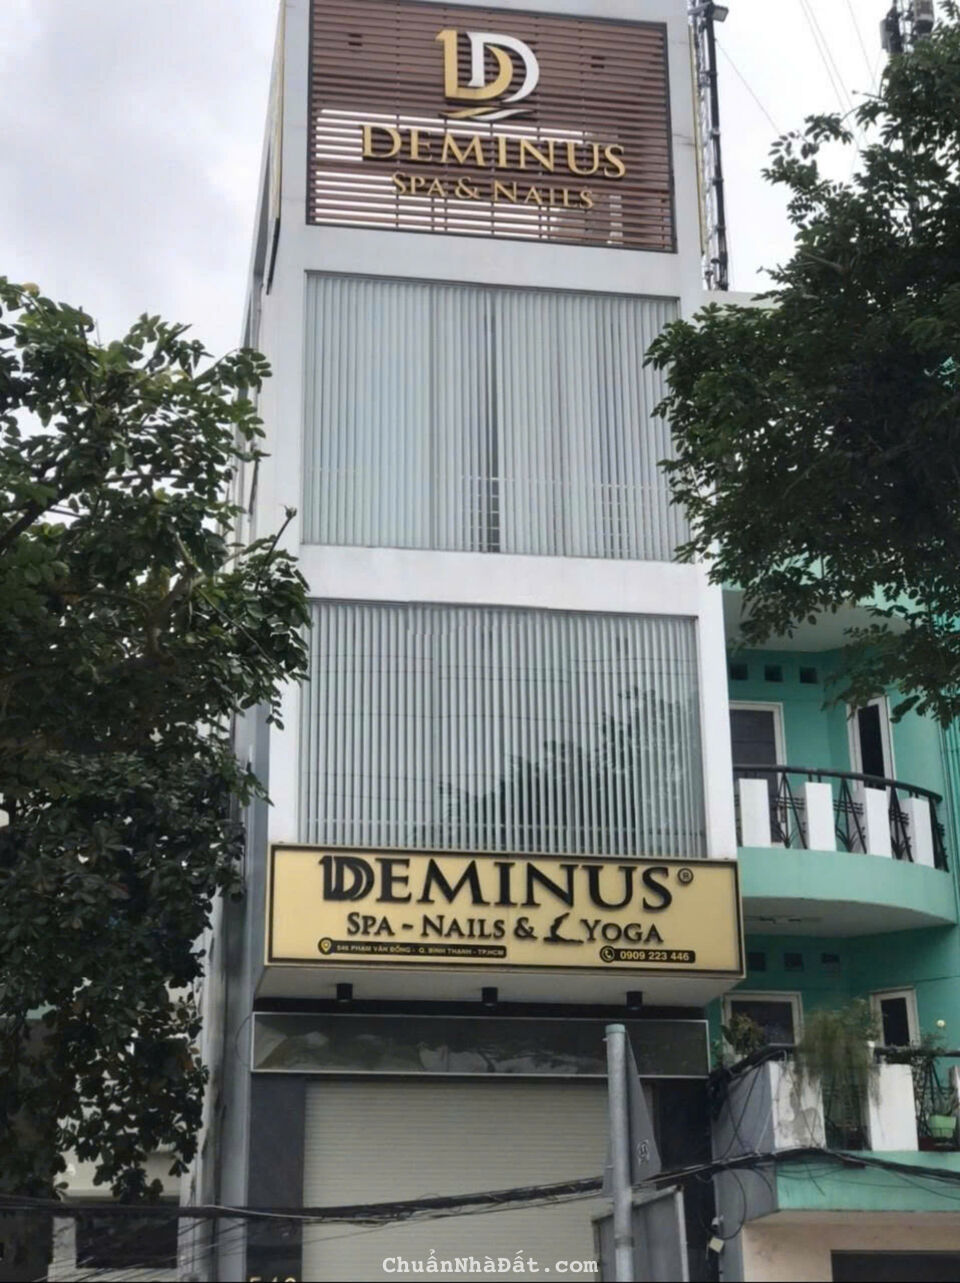 DEMINUS
SPA & NAILS
DEMINUS®
SPA - NAILS & YOGA
546 PHẠM VĂN ĐỒNG - Q. BÌNH THẠNH - TP.HCM
0909 223 446
ChuẩnNhàĐất.com